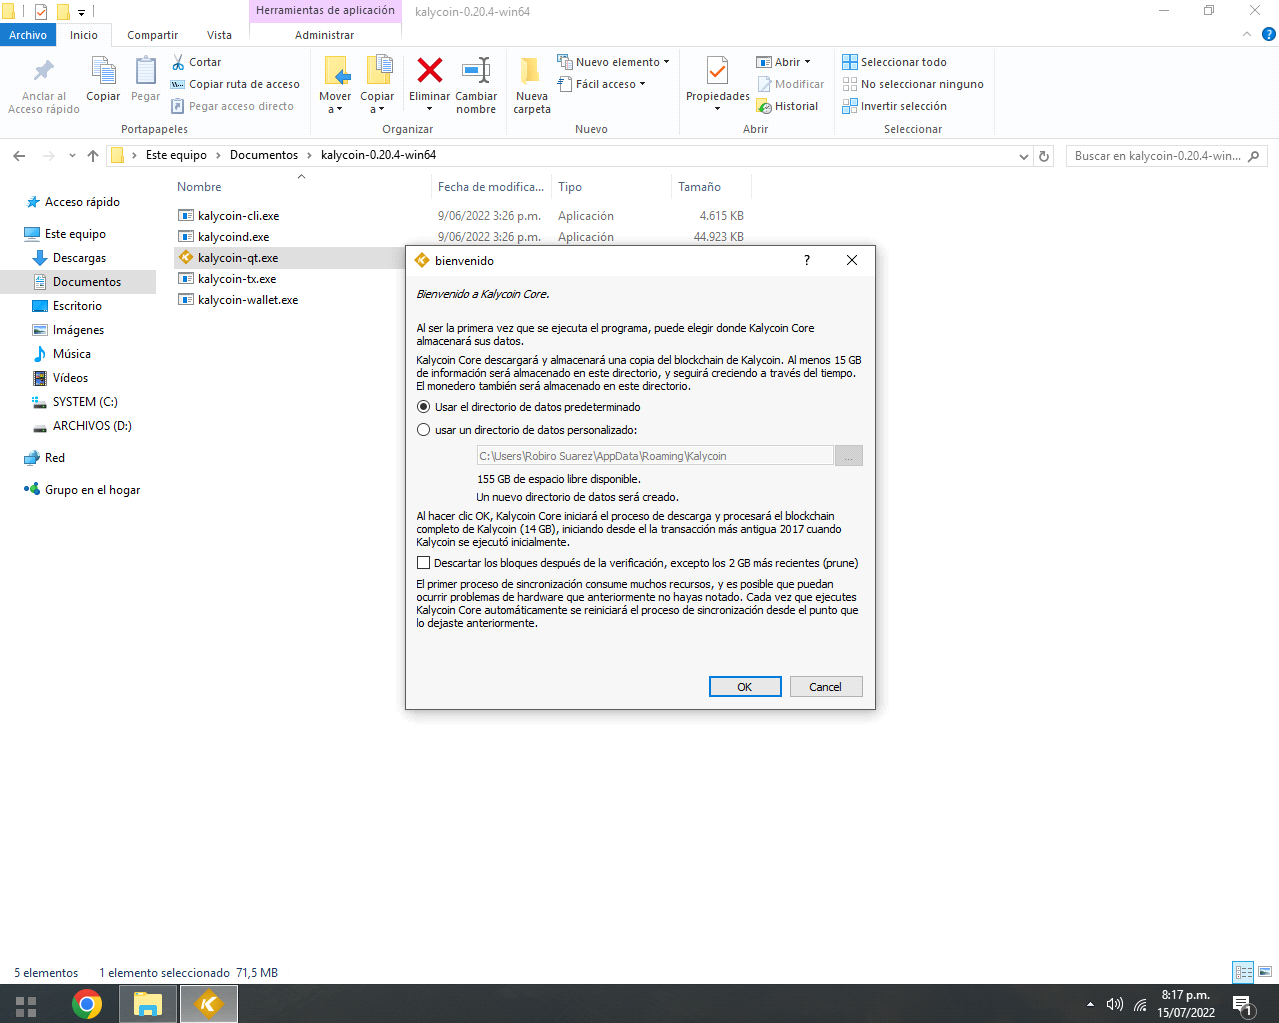 Herramientas de aplicación kalycoin-0.20.4-win64
Archivo Inicio Compartir Vista Administrar
Anclar al
Acceso rápido
Copiar
Pegar
Cortar
Copiar ruta de acceso
Pegar acceso directo
Portapapeles
Mover
a
Copiar
a
Eliminar
Cambiar
nombre
Organizar
Nueva
carpeta
Nuevo elemento
Fácil acceso
Nuevo
Propiedades
Abrir
Modificar
Historial
Abrir
Seleccionar todo
No seleccionar ninguno
Invertir selección
Seleccionar
Este equipo > Documentos > kalycoin-0.20.4-win64
Buscar en kalycoin-0.20.4-win...
Acceso rápido
Este equipo
Descargas
Documentos
Escritorio
Imágenes
Música
Vídeos
SYSTEM (C:)
ARCHIVOS (D:)
Red
Grupo en el hogar
Nombre Fecha de modifica... Tipo Tamaño
kalycoin-cli.exe 9/06/2022 3:26 p.m. Aplicación 4.615 KB
kalycoind.exe 9/06/2022 3:26 p.m. Aplicación 44.923 KB
kalycoin-qt.exe
kalycoin-tx.exe
kalycoin-wallet.exe
bienvenido ?
Bienvenido a Kalycoin Core.
Al ser la primera vez que se ejecuta el programa, puede elegir donde Kalycoin Core
almacenará sus datos.
Kalycoin Core descargará y almacenará una copia del blockchain de Kalycoin. Al menos 15 GB
de información será almacenado en este directorio, y seguirá creciendo a través del tiempo.
El monedero también será almacenado en este directorio.
Usar el directorio de datos predeterminado
usar un directorio de datos personalizado:
C:\Users\Robiro Suarez\AppData\Roaming\Kalycoin ...
155 GB de espacio libre disponible.
Un nuevo directorio de datos será creado.
Al hacer clic OK, Kalycoin Core iniciará el proceso de descarga y procesará el blockchain
completo de Kalycoin (14 GB), iniciando desde el la transacción más antigua 2017 cuando
Kalycoin se ejecutó inicialmente.
Descartar los bloques después de la verificación, excepto los 2 GB más recientes (prune)
El primer proceso de sincronización consume muchos recursos, y es posible que puedan
ocurrir problemas de hardware que anteriormente no hayas notado. Cada vez que ejecutes
Kalycoin Core automáticamente se reiniciará el proceso de sincronización desde el punto que
lo dejaste anteriormente.
OK Cancel
5 elementos 1 elemento seleccionado 71,5 MB
8:17 p.m.
15/07/2022
1